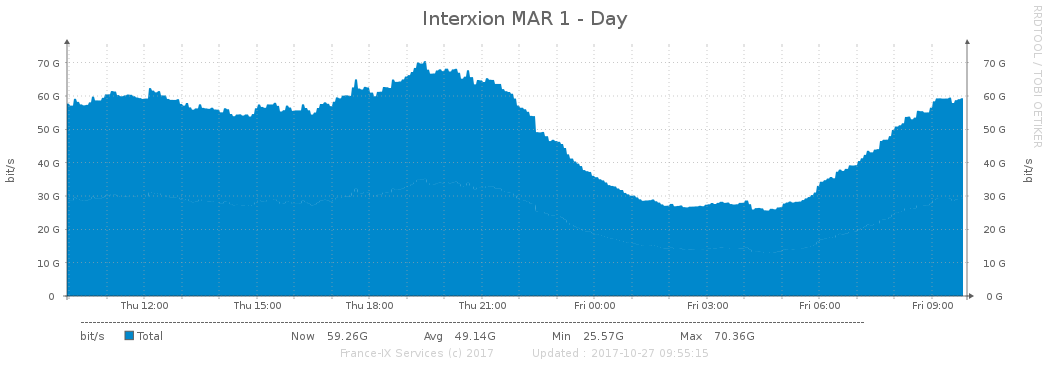 Interxion MAR 1 - Day
RRDTOOL / TOBI OETIKER
bit/s
bit/s
70 G 70 G
60 G 60 G
50 G 50 G
40 G 40 G
30 G 30 G
20 G 20 G
10 G 10 G
0 0 G
Thu 12:00 Thu 15:00 Thu 18:00 Thu 21:00 Fri 00:00 Fri 03:00 Fri 06:00 Fri 09:00
bit/s Total Now 59.26G Avg 49.14G Min 25.57G Max 70.36G
France-IX Services (c) 2017 Updated : 2017-10-27 09:55:15